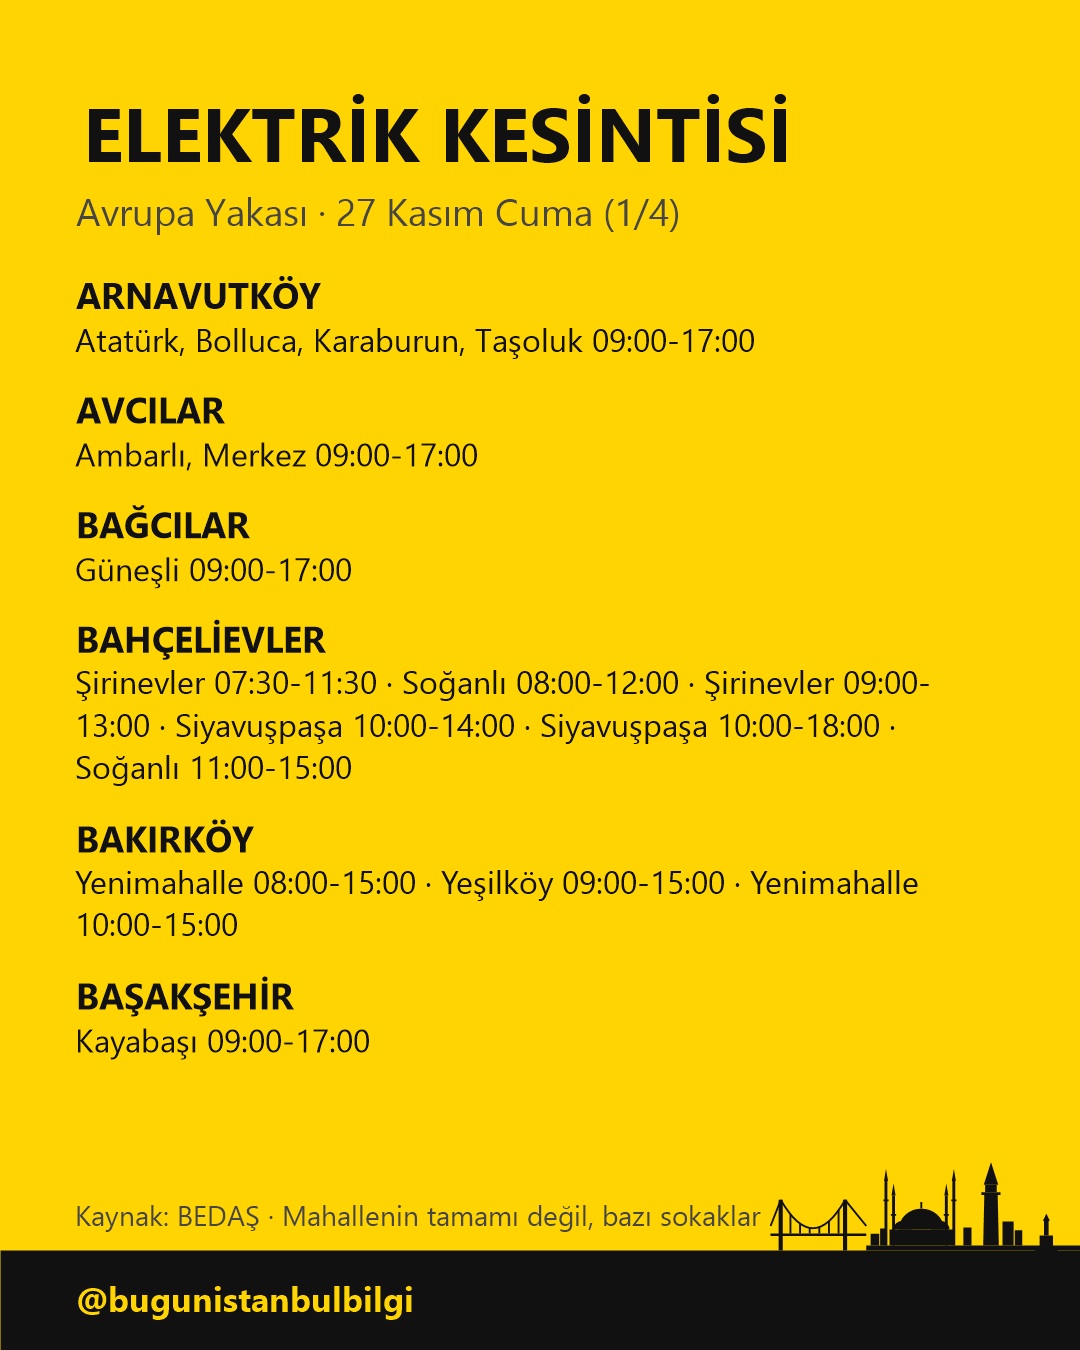 ELEKTRİK KESİNTİSİ
Avrupa Yakası · 27 Kasım Cuma (1/4)
ARNAVUTKÖY
Atatürk, Bolluca, Karaburun, Taşoluk 09:00-17:00
AVCILAR
Ambarlı, Merkez 09:00-17:00
BAĞCILAR
Güneşli 09:00-17:00
BAHÇELİEVLER
Şirinevler 07:30-11:30 · Soğanlı 08:00-12:00 · Şirinevler 09:00-
13:00 · Siyavuşpaşa 10:00-14:00 · Siyavuşpaşa 10:00-18:00 ·
Soğanlı 11:00-15:00
BAKIRKÖY
Yenimahalle 08:00-15:00 · Yeşilköy 09:00-15:00 · Yenimahalle
10:00-15:00
BAŞAKŞEHİR
Kayabaşı 09:00-17:00
Kaynak: BEDAŞ · Mahallenin tamamı değil, bazı sokaklar
@bugunistanbulbilgi